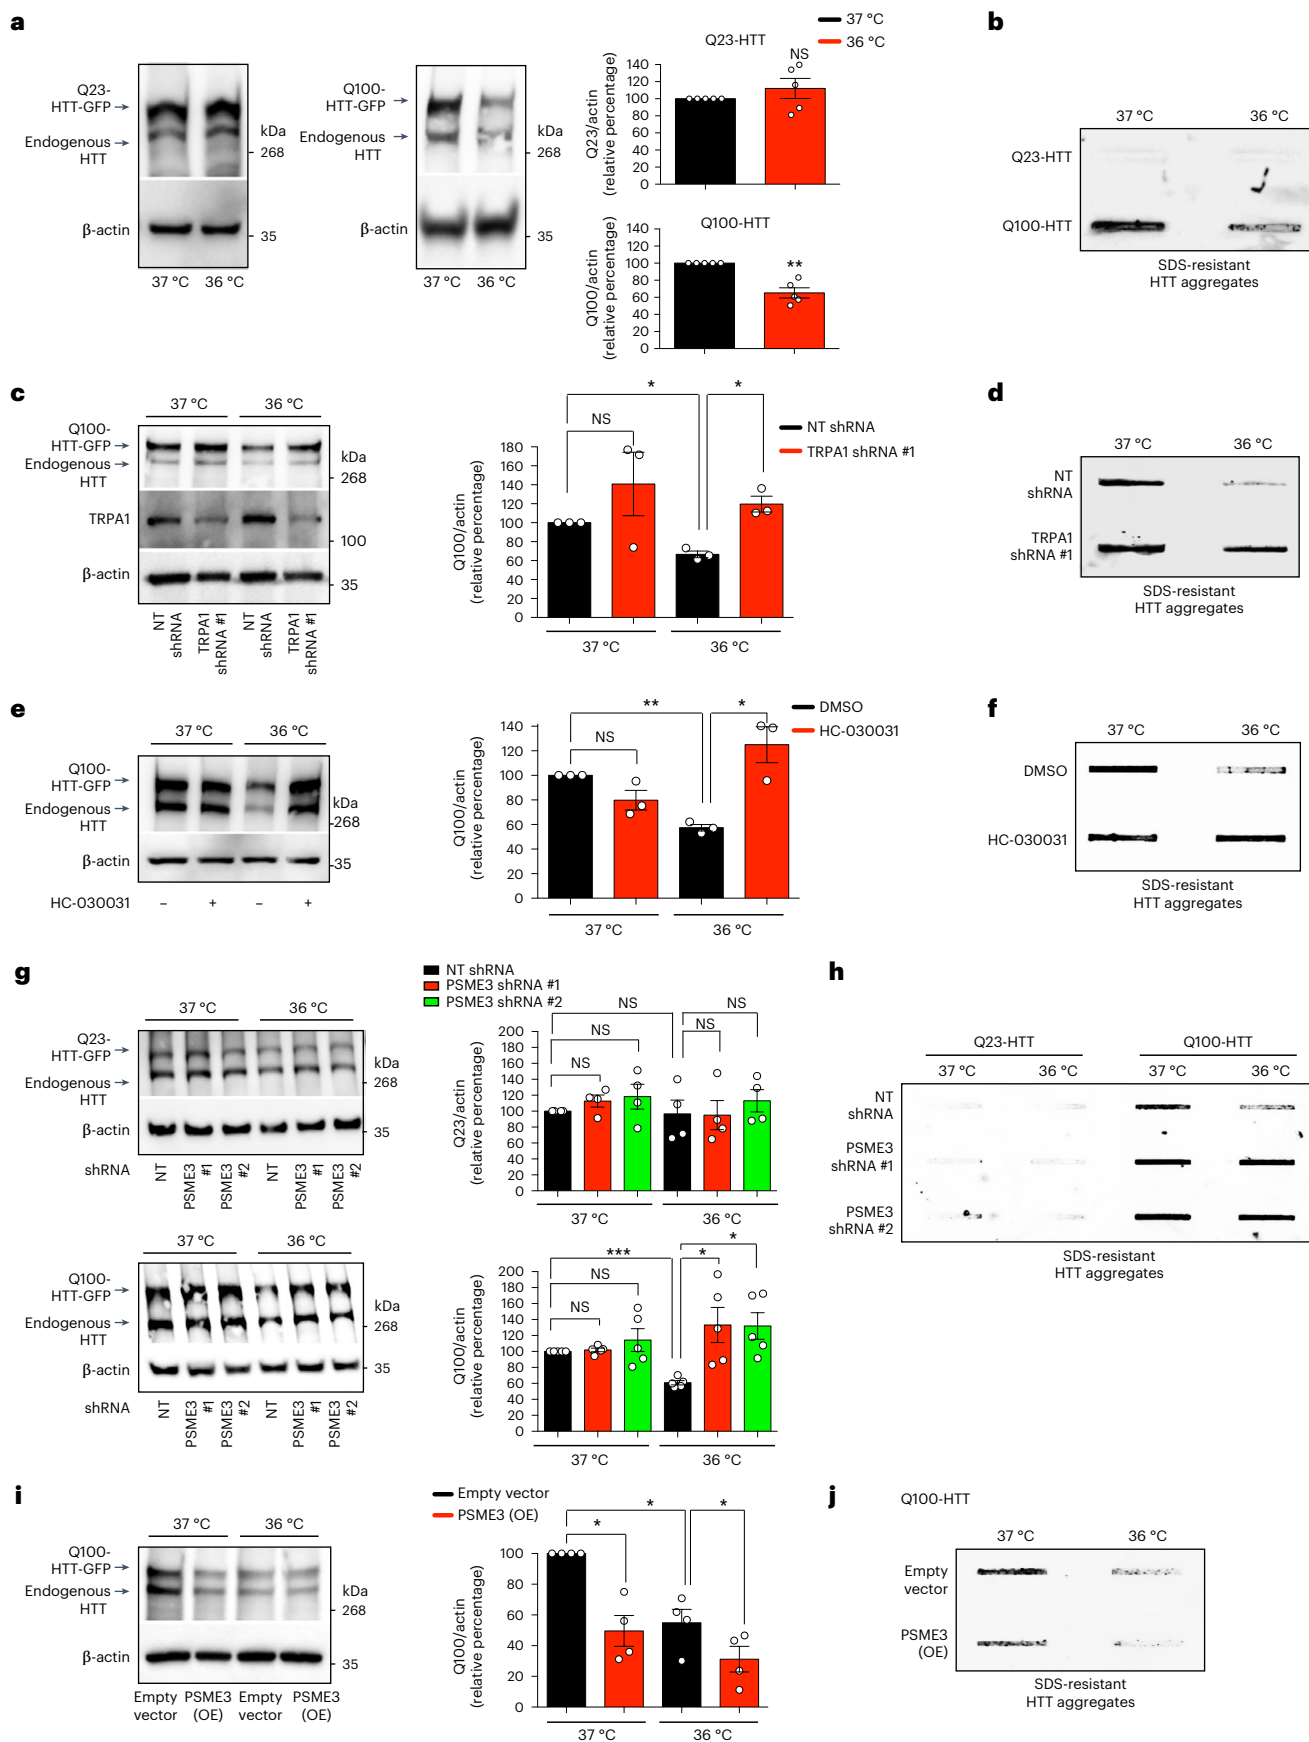 a
Q23-
HTT-GFP
Endogenous
HTT
β-actin
kDa
268
35
37 °C 36 °C
Q100-
HTT-GFP
Endogenous
HTT
β-actin
kDa
268
35
37 °C 36 °C
37 °C
36 °C
Q23-HTT
NS
Q23/actin
(relative percentage)
140
120
100
80
60
40
20
0
Q100-HTT
**
Q100/actin
(relative percentage)
140
120
100
80
60
40
20
0
b
37 °C 36 °C
Q23-HTT
Q100-HTT
SDS-resistant
HTT aggregates
c
37 °C 36 °C
Q100-
HTT-GFP
Endogenous
HTT
TRPA1
β-actin
kDa
268
100
35
NT
shRNA
TRPA1
shRNA #1
NT
shRNA
TRPA1
shRNA #1
* *
NS
NT shRNA
TRPA1 shRNA #1
Q100/actin
(relative percentage)
180
160
140
120
100
80
60
40
20
0
37 °C 36 °C
d
37 °C 36 °C
NT
shRNA
TRPA1
shRNA #1
SDS-resistant
HTT aggregates
e
37 °C 36 °C
Q100-
HTT-GFP
Endogenous
HTT
β-actin
kDa
268
35
HC-030031 – + – +
** *
NS
DMSO
HC-030031
Q100/actin
(relative percentage)
140
120
100
80
60
40
20
0
37 °C 36 °C
f
37 °C 36 °C
DMSO
HC-030031
SDS-resistant
HTT aggregates
g
37 °C 36 °C
Q23-
HTT-GFP
Endogenous
HTT
β-actin
kDa
268
35
shRNA
NT
PSME3
#1
PSME3
#2
NT
PSME3
#1
PSME3
#2
NT shRNA
PSME3 shRNA #1
PSME3 shRNA #2
NS NS
NS NS
NS
Q23/actin
(relative percentage)
200
180
160
140
120
100
80
60
40
20
0
37 °C 36 °C
37 °C 36 °C
Q100-
HTT-GFP
Endogenous
HTT
β-actin
kDa
268
35
shRNA
NT
PSME3
#1
PSME3
#2
NT
PSME3
#1
PSME3
#2
*
*** *
NS
NS
Q100/actin
(relative percentage)
200
180
160
140
120
100
80
60
40
20
0
37 °C 36 °C
h
Q23-HTT Q100-HTT
37 °C 36 °C 37 °C 36 °C
NT
shRNA
PSME3
shRNA #1
PSME3
shRNA #2
SDS-resistant
HTT aggregates
i
37 °C 36 °C
Q100-
HTT-GFP
Endogenous
HTT
β-actin
kDa
268
35
Empty
vector
PSME3
(OE)
Empty
vector
PSME3
(OE)
Empty vector
PSME3 (OE)
* *
*
Q100/actin
(relative percentage)
100
80
60
40
20
0
37 °C 36 °C
j
Q100-HTT
37 °C 36 °C
Empty
vector
PSME3
(OE)
SDS-resistant
HTT aggregates